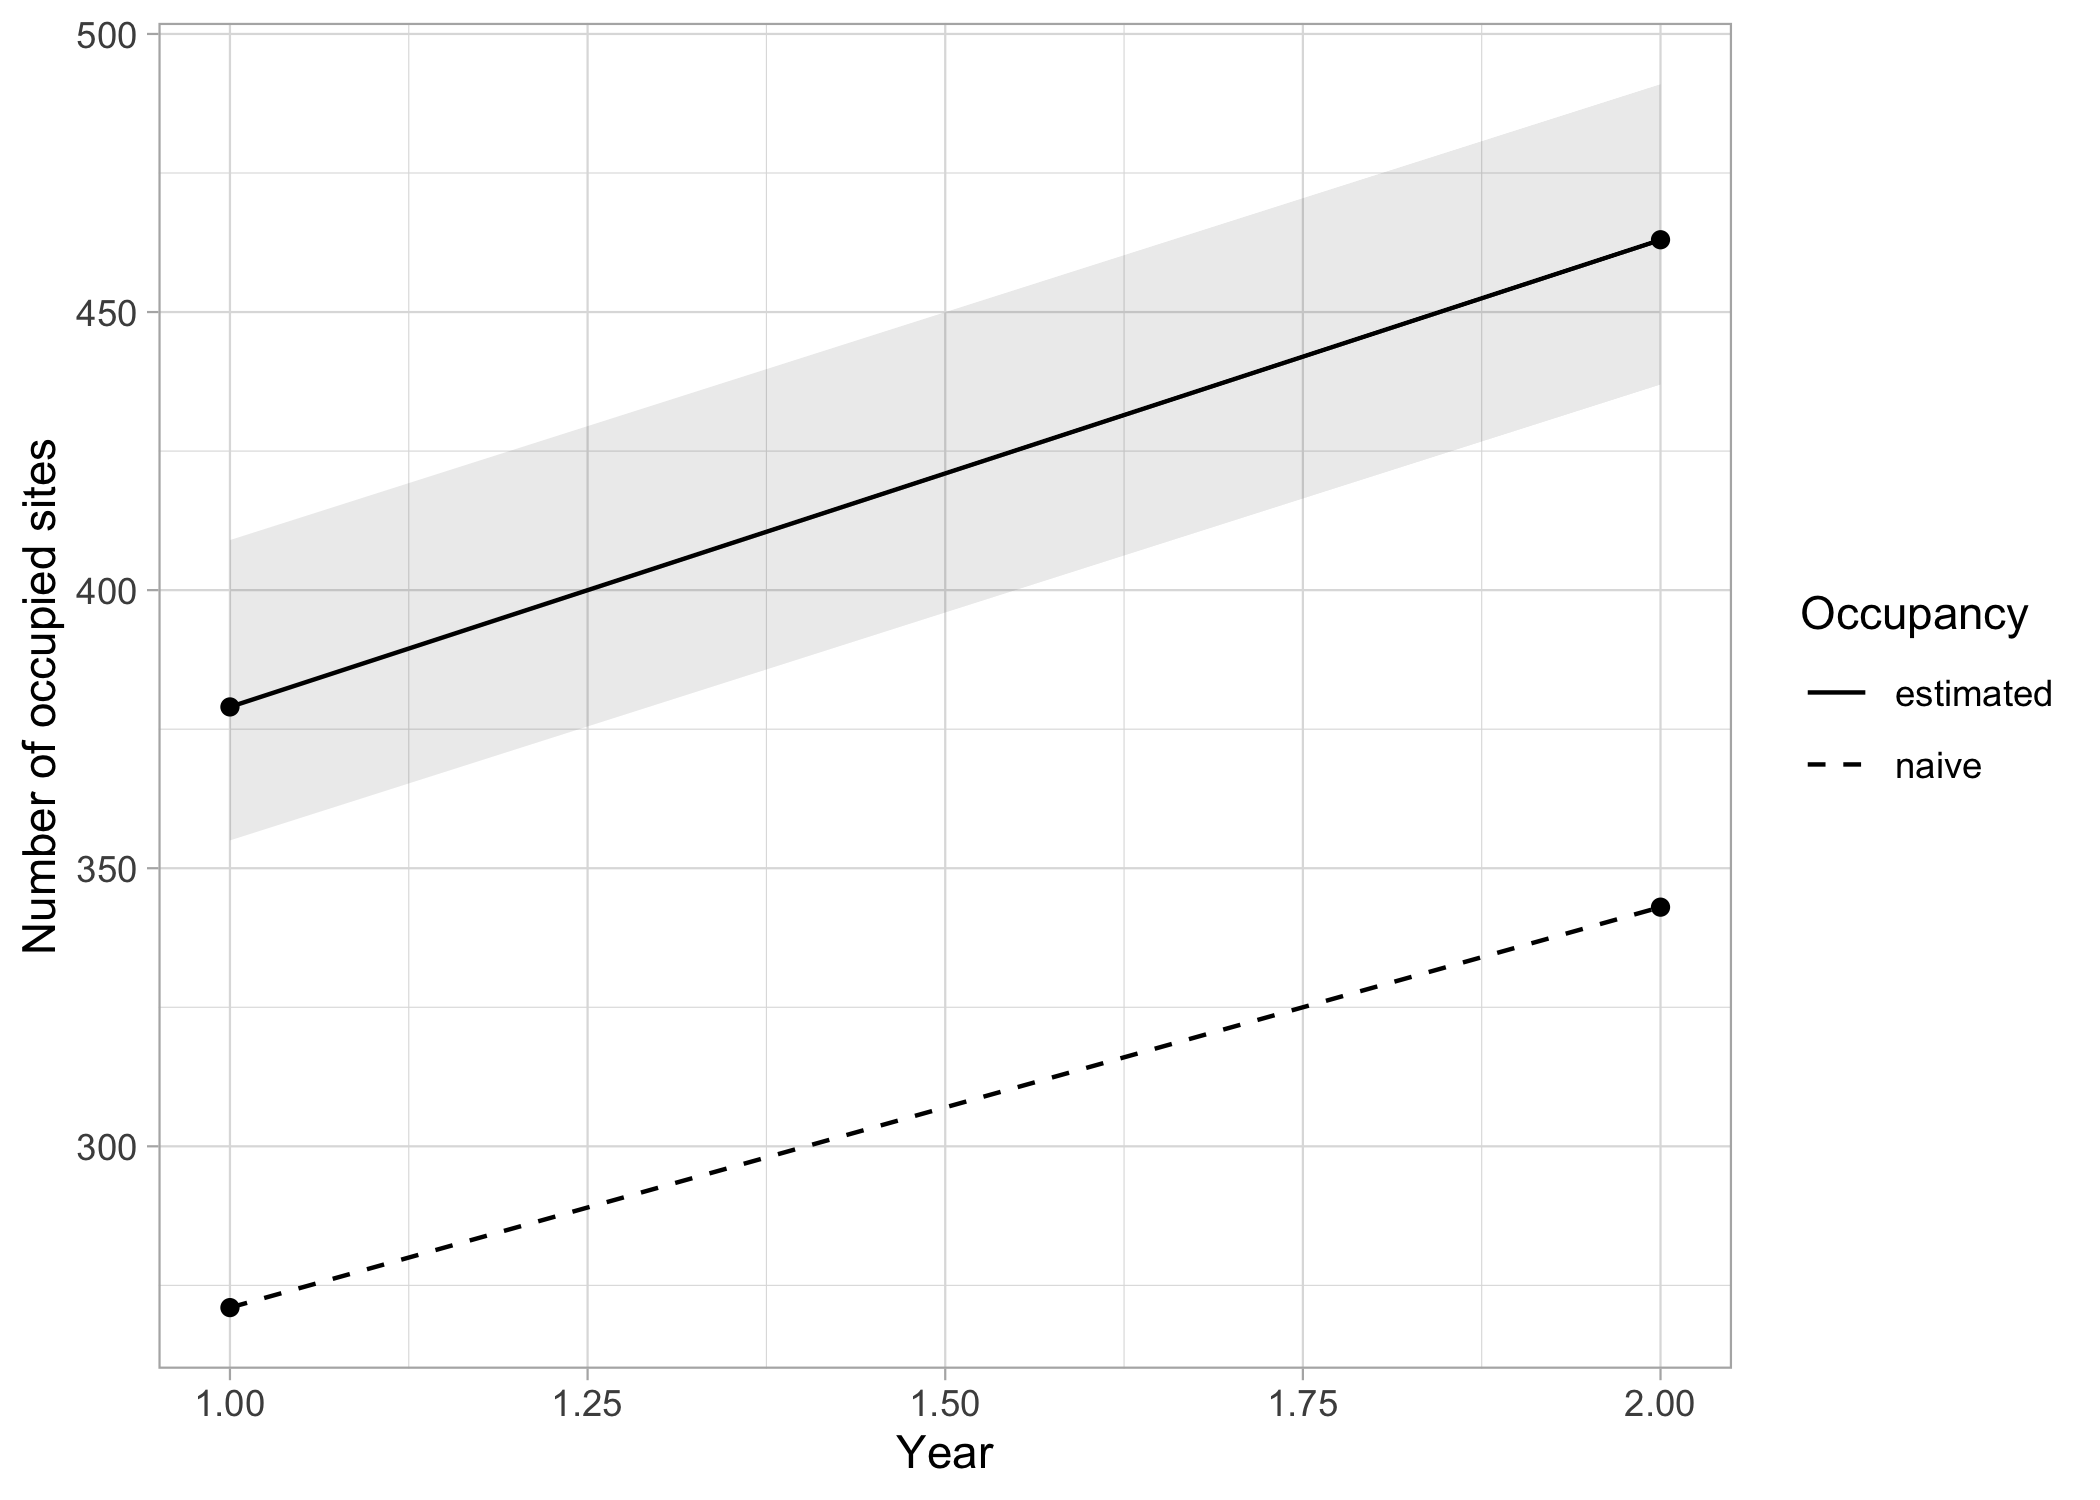 500
450
400
350
300
Number of occupied sites
1.00 1.25 1.50 1.75 2.00
Year
Occupancy
estimated
naive